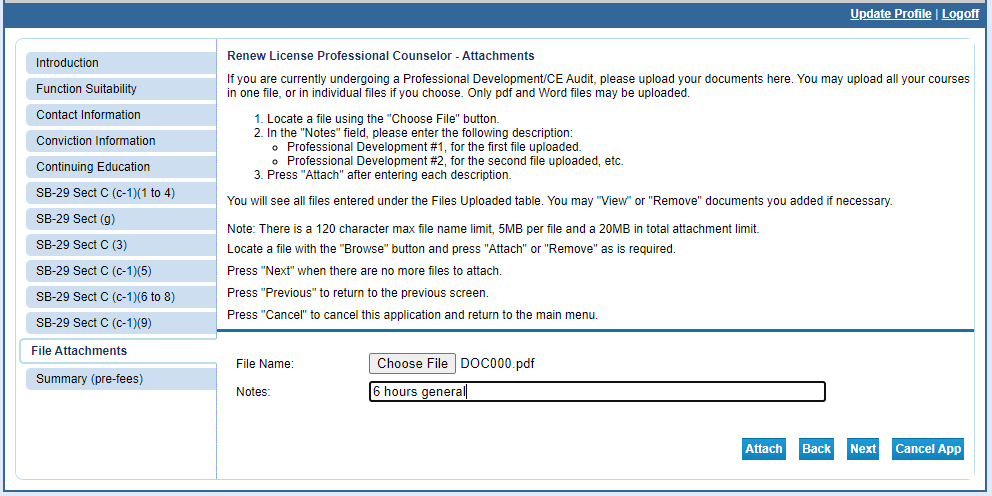 Update Profile | Logoff
Introduction
Function Suitability
Contact Information
Conviction Information
Continuing Education
SB-29 Sect C (c-1)(1 to 4)
SB-29 Sect (g)
SB-29 Sect C (3)
SB-29 Sect C (c-1)(5)
SB-29 Sect C (c-1)(6 to 8)
SB-29 Sect C (c-1)(9)
File Attachments
Summary (pre-fees)
Renew License Professional Counselor - Attachments
If you are currently undergoing a Professional Development/CE Audit, please upload your documents here. You may upload all your courses
in one file, or in individual files if you choose. Only pdf and Word files may be uploaded.
1. Locate a file using the "Choose File" button.
2. In the "Notes" field, please enter the following description:
Professional Development #1, for the first file uploaded.
Professional Development #2, for the second file uploaded, etc.
3. Press "Attach" after entering each description.
You will see all files entered under the Files Uploaded table. You may "View" or "Remove" documents you added if necessary.
Note: There is a 120 character max file name limit, 5MB per file and a 20MB in total attachment limit.
Locate a file with the "Browse" button and press "Attach" or "Remove" as is required.
Press "Next" when there are no more files to attach.
Press "Previous" to return to the previous screen.
Press "Cancel" to cancel this application and return to the main menu.
File Name: Choose File DOC000.pdf
Notes: 6 hours general
Attach Back Next Cancel App